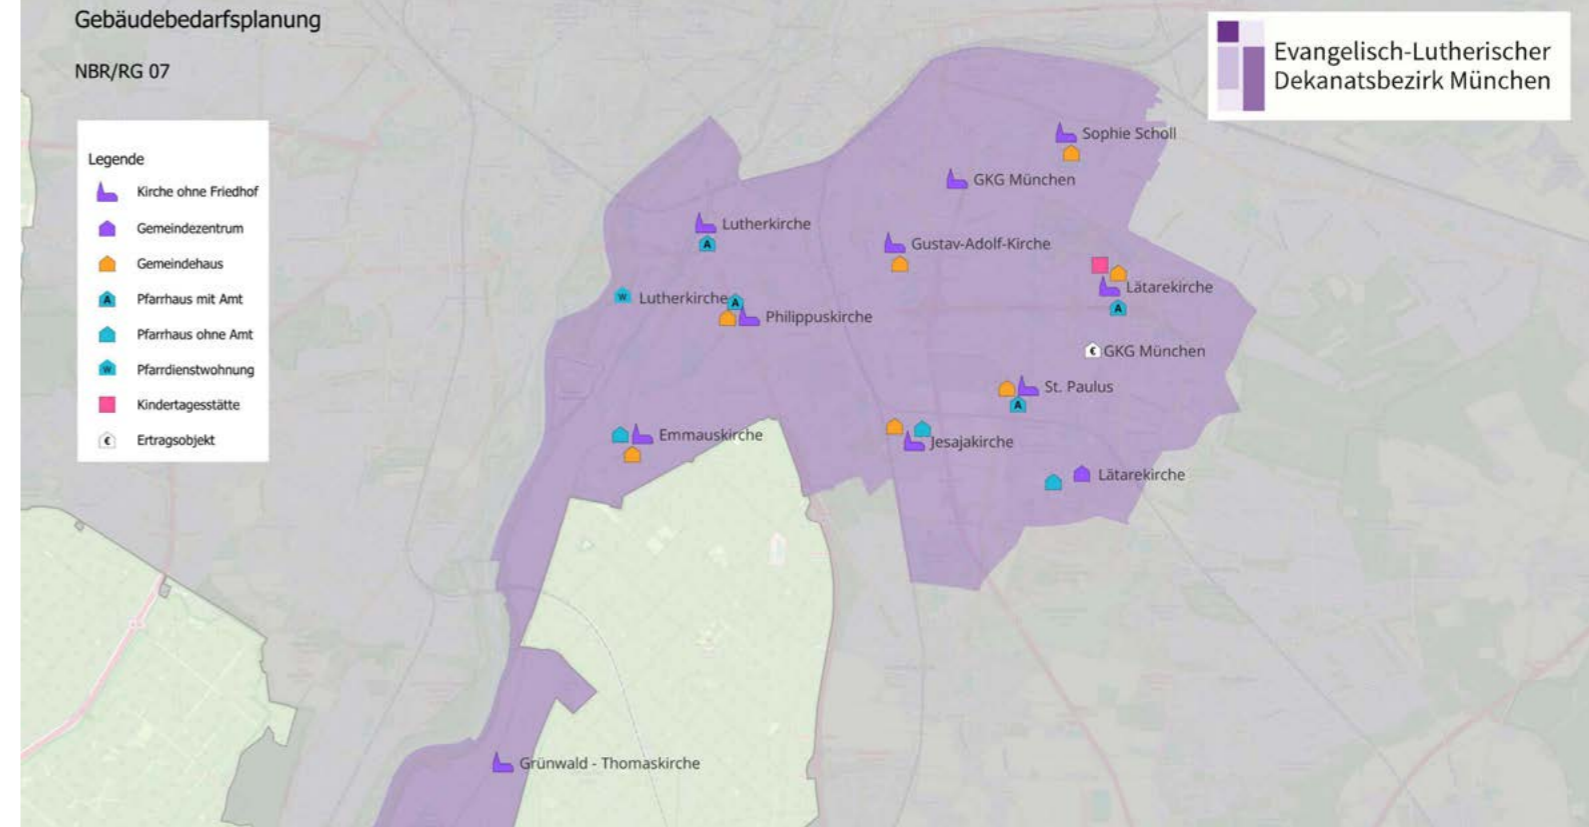 Gebäudebedarfsplanung
NBR/RG 07
Evangelisch-Lutherischer
Dekanatsbezirk München
Legende
Kirche ohne Friedhof
Gemeindezentrum
Gemeindehaus
A Pfarrhaus mit Amt
Pfarrhaus ohne Amt
W Pfarrdienstwohnung
Kindertagesstätte
€ Ertragsobjekt
Sophie Scholl
GKG München
Lutherkirche
A
Gustav-Adolf-Kirche
Lätarekirche
A
W Lutherkirche
A
Philippuskirche
€ GKG München
St. Paulus
A
Emmauskirche
Jesajakirche
Lätarekirche
Grünwald - Thomaskirche